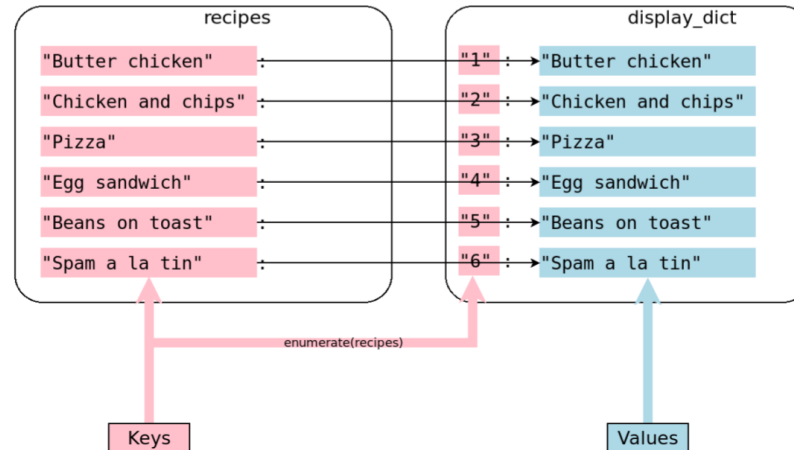 recipes display_dict
"Butter chicken" : "1" : "Butter chicken"
"Chicken and chips" : "2" : "Chicken and chips"
"Pizza" : "3" : "Pizza"
"Egg sandwich" : "4" : "Egg sandwich"
"Beans on toast" : "5" : "Beans on toast"
"Spam a la tin" : "6" : "Spam a la tin"
enumerate(recipes)
Keys Values